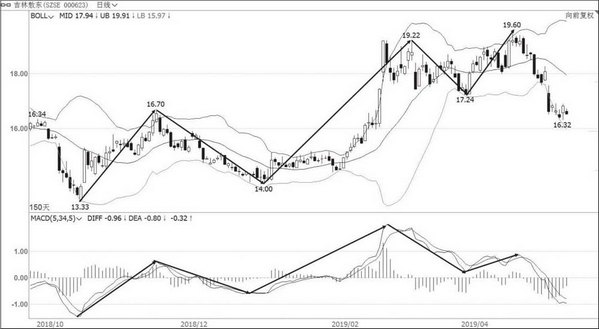 吉林敖东(SZSE 000623) 日线
BOLL MID 17.94↓ UB 19.91↓ LB 15.97↓ 向前复权
19.60
19.22
18.00
17.24
16.70
16.34
16.00
16.32
14.00
13.33
150天
MACD(5,34,5) DIFF -0.96↓ DEA -0.80↓ -0.32↑
1.00
0.00
-1.00
2018/10 2018/12 2019/02 2019/04